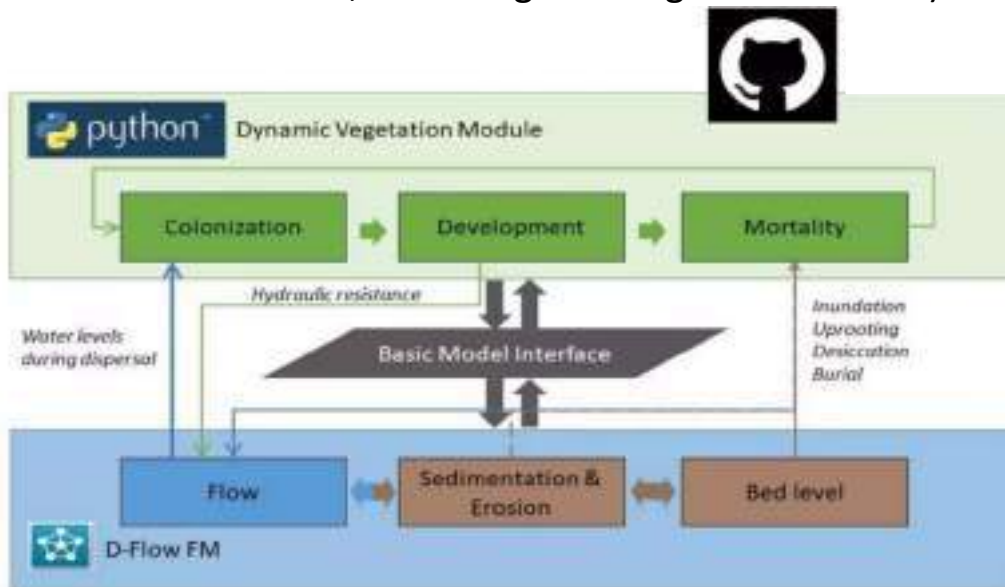 python
Dynamic Vegetation Module
Colonization
Development
Mortality
Hydraulic resistance
Water levels
during dispersal
Basic Model Interface
Inundation
Uprooting
Desiccation
Burial
Flow
Sedimentation &
Erosion
Bed level
D-Flow FM